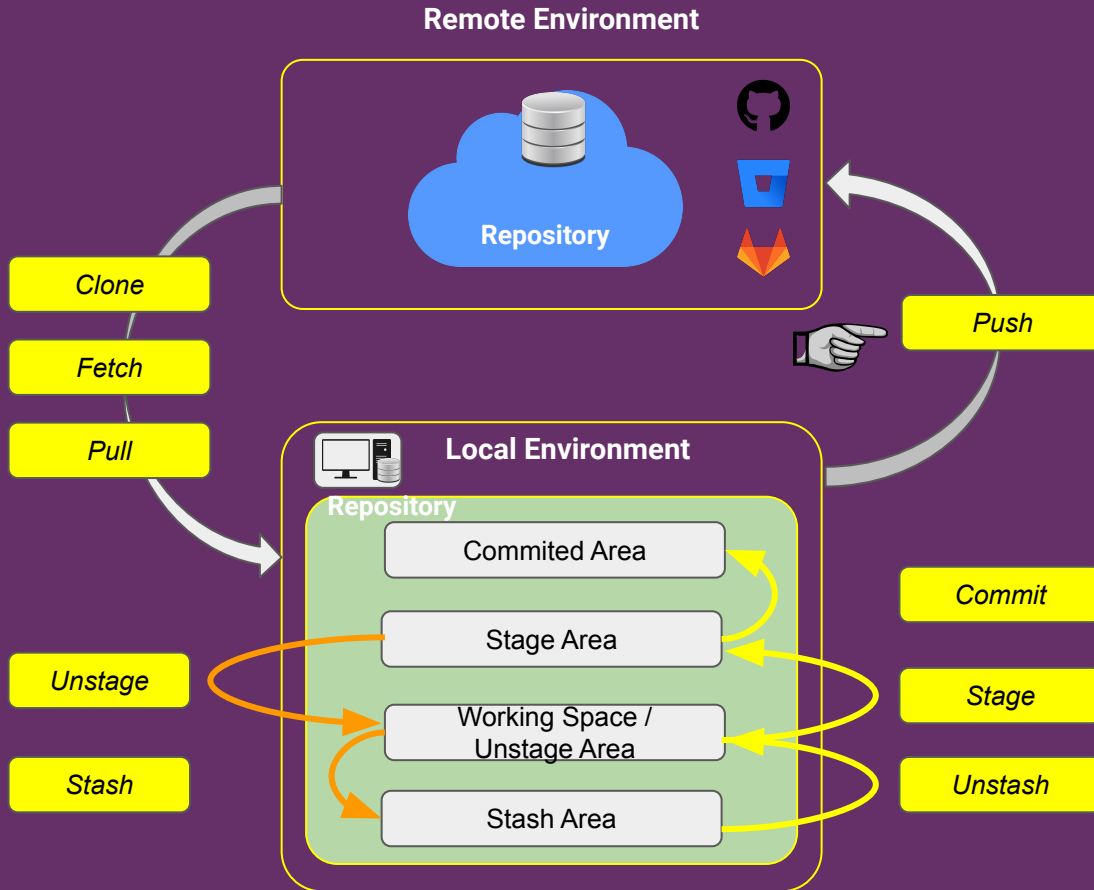 Remote Environment
Repository
Clone
Fetch
Pull
Push
Local Environment
Repository
Commited Area
Stage Area
Working Space /
Unstage Area
Stash Area
Unstage
Stash
Commit
Stage
Unstash